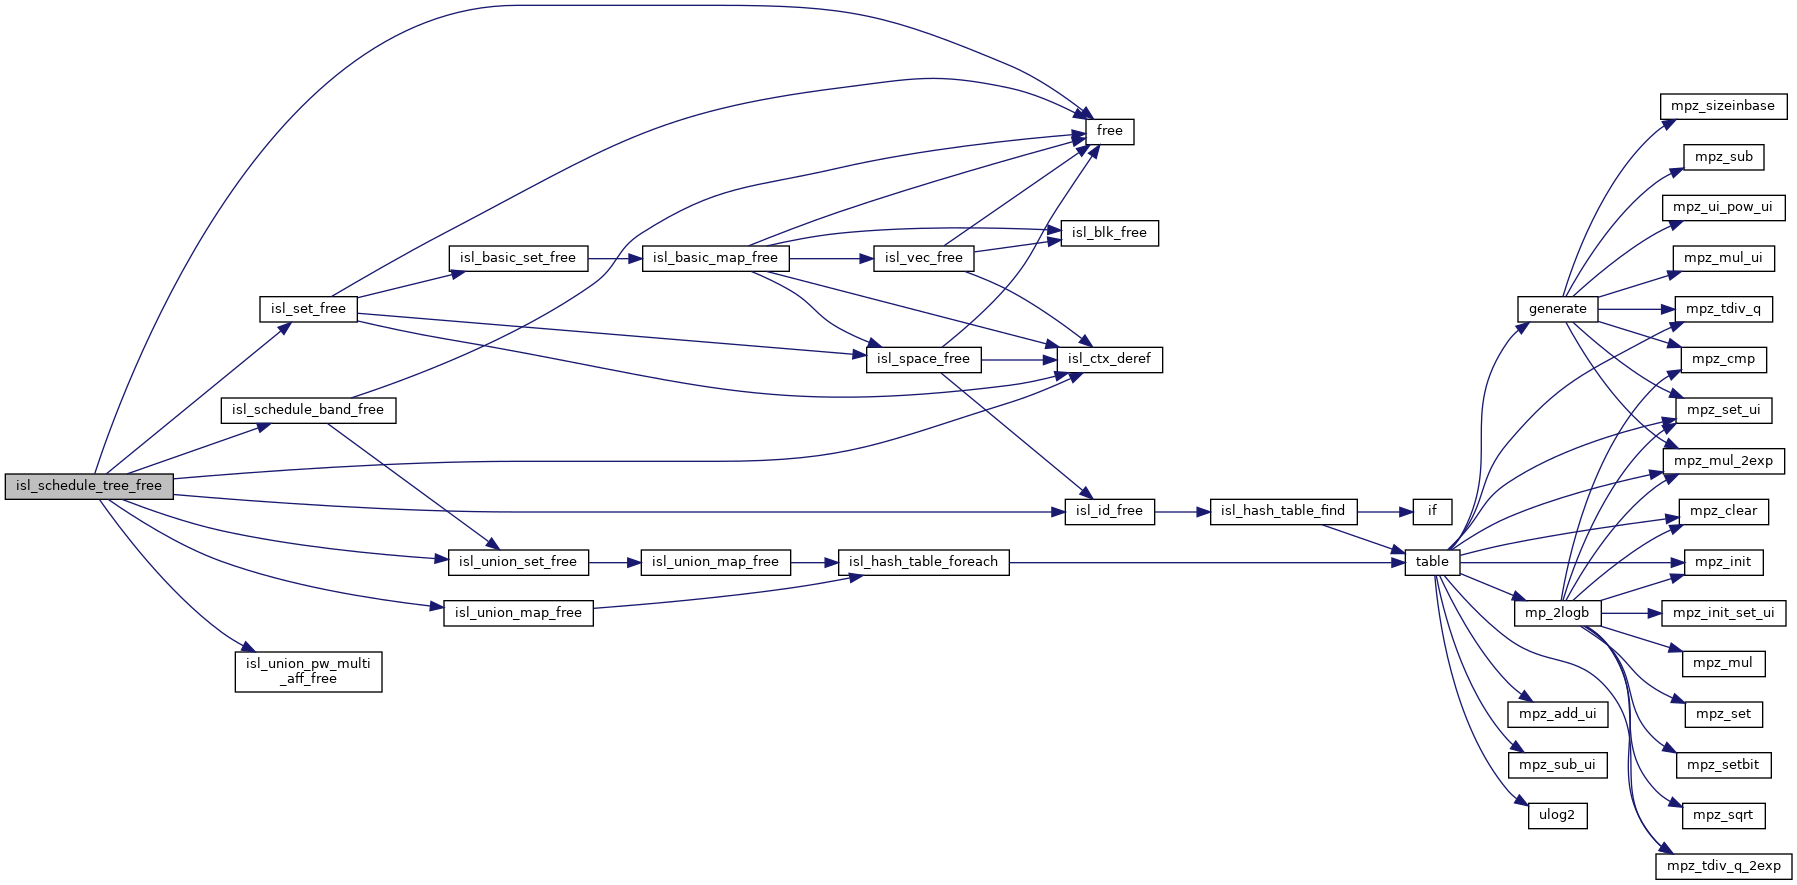 isl_schedule_tree_free
isl_set_free
isl_schedule_band_free
isl_union_pw_multi
_aff_free
isl_basic_set_free
isl_union_set_free
isl_union_map_free
isl_basic_map_free
isl_union_map_free
isl_vec_free
isl_space_free
isl_hash_table_foreach
free
isl_blk_free
isl_ctx_deref
isl_id_free
isl_hash_table_find
if
table
generate
mp_2logb
mpz_add_ui
mpz_sub_ui
ulog2
mpz_sizeinbase
mpz_sub
mpz_ui_pow_ui
mpz_mul_ui
mpz_tdiv_q
mpz_cmp
mpz_set_ui
mpz_mul_2exp
mpz_clear
mpz_init
mpz_init_set_ui
mpz_mul
mpz_set
mpz_setbit
mpz_sqrt
mpz_tdiv_q_2exp